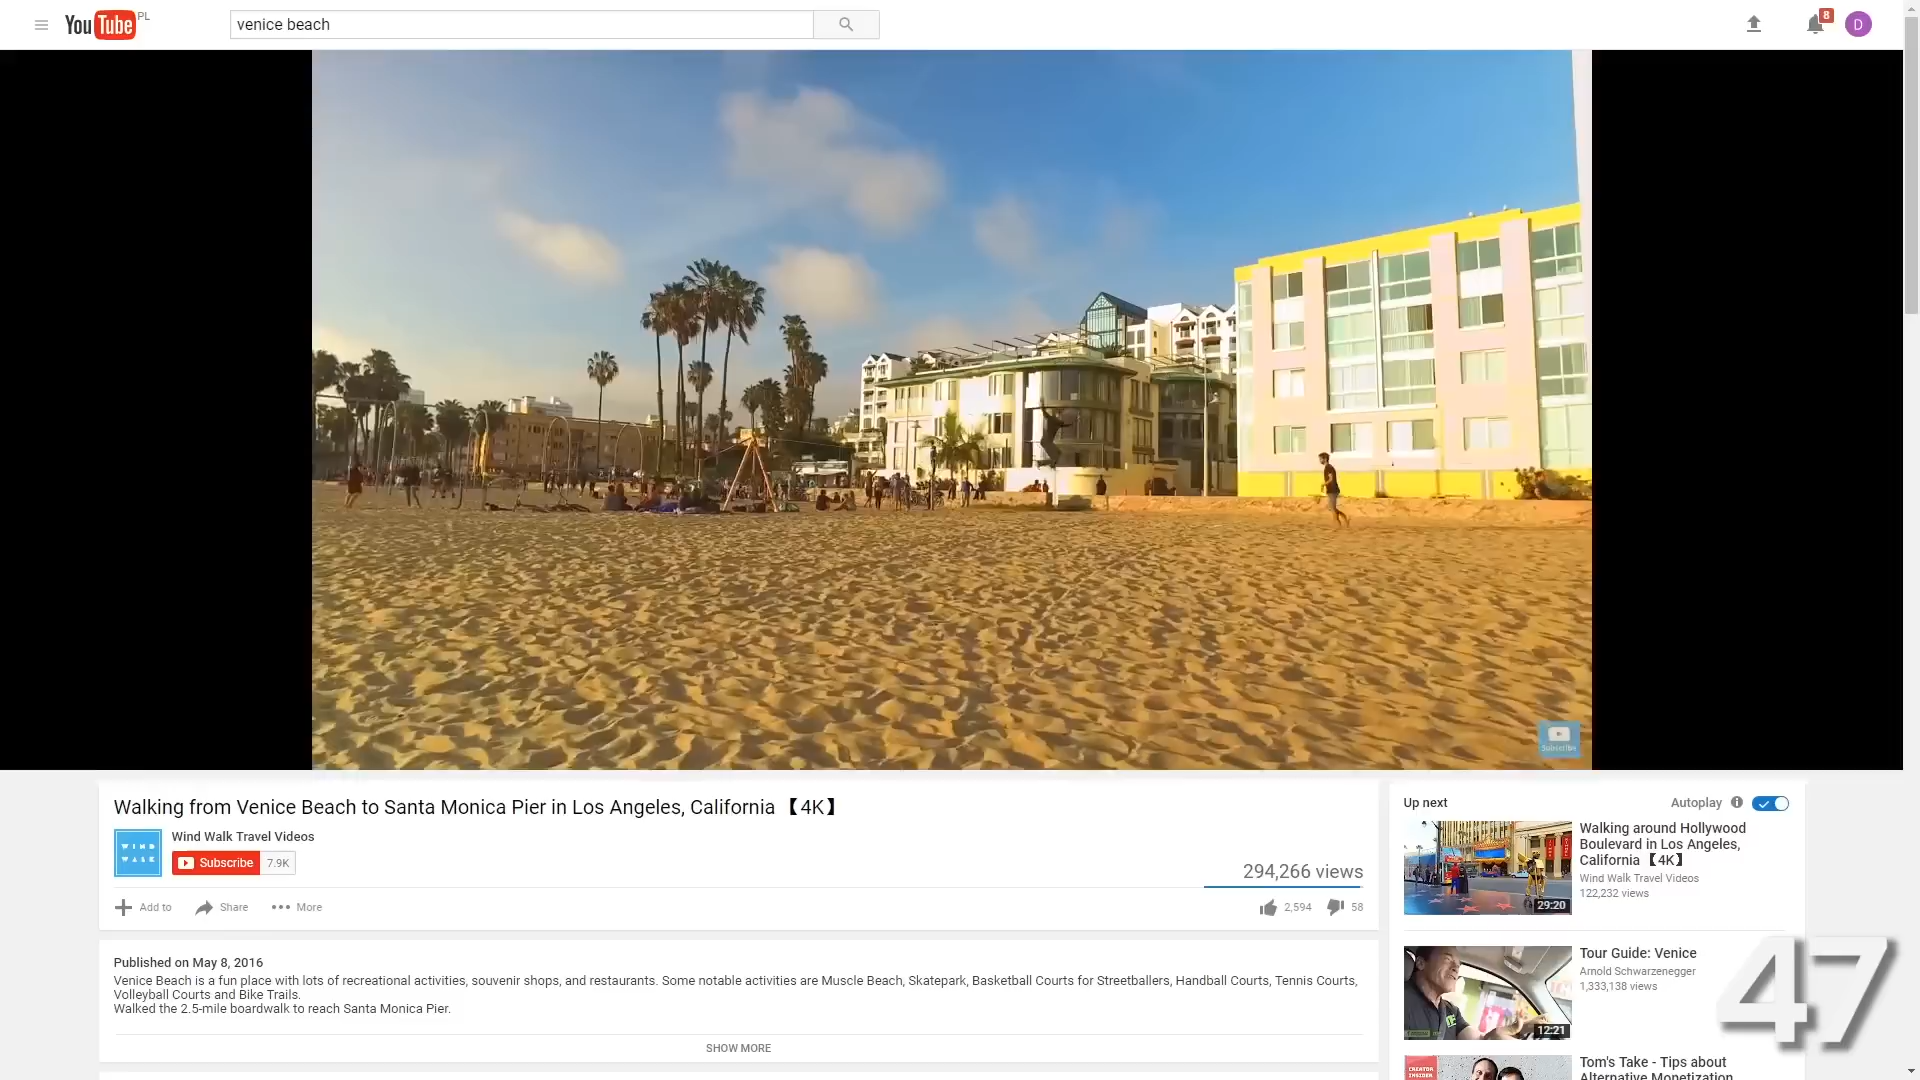 YouTube PL
venice beach
8
D
Subscribe
Walking from Venice Beach to Santa Monica Pier in Los Angeles, California 【4K】
WIND
WALK
Wind Walk Travel Videos
Subscribe 7.9K
294,266 views
Add to Share More 2,594 58
Published on May 8, 2016
Venice Beach is a fun place with lots of recreational activities, souvenir shops, and restaurants. Some notable activities are Muscle Beach, Skatepark, Basketball Courts for Streetballers, Handball Courts, Tennis Courts,
Volleyball Courts and Bike Trails.
Walked the 2.5-mile boardwalk to reach Santa Monica Pier.
SHOW MORE
Up next Autoplay
Walking around Hollywood
Boulevard in Los Angeles,
California 【4K】
Wind Walk Travel Videos
122,232 views
29:20
Tour Guide: Venice
Arnold Schwarzenegger
1,333,138 views
12:21
47
Tom's Take - Tips about
Alternative Monetization
CREATOR
INSIDER